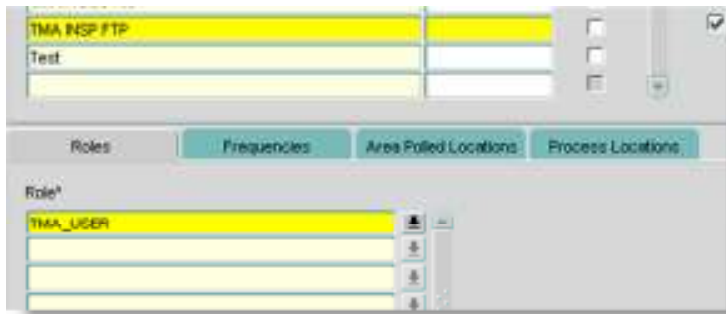 TMA INSP FTP
Test
Roles Frequencies Area Polled Locations Process Locations
Role*
TMA_USER